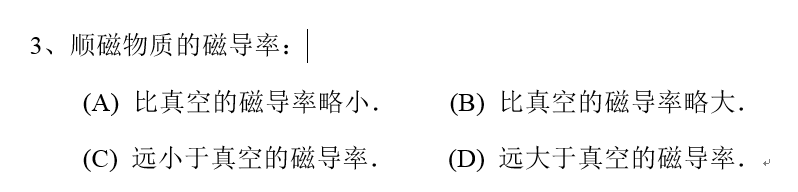 3、顺磁物质的磁导率：
(A) 比真空的磁导率略小． (B) 比真空的磁导率略大．
(C) 远小于真空的磁导率． (D) 远大于真空的磁导率．